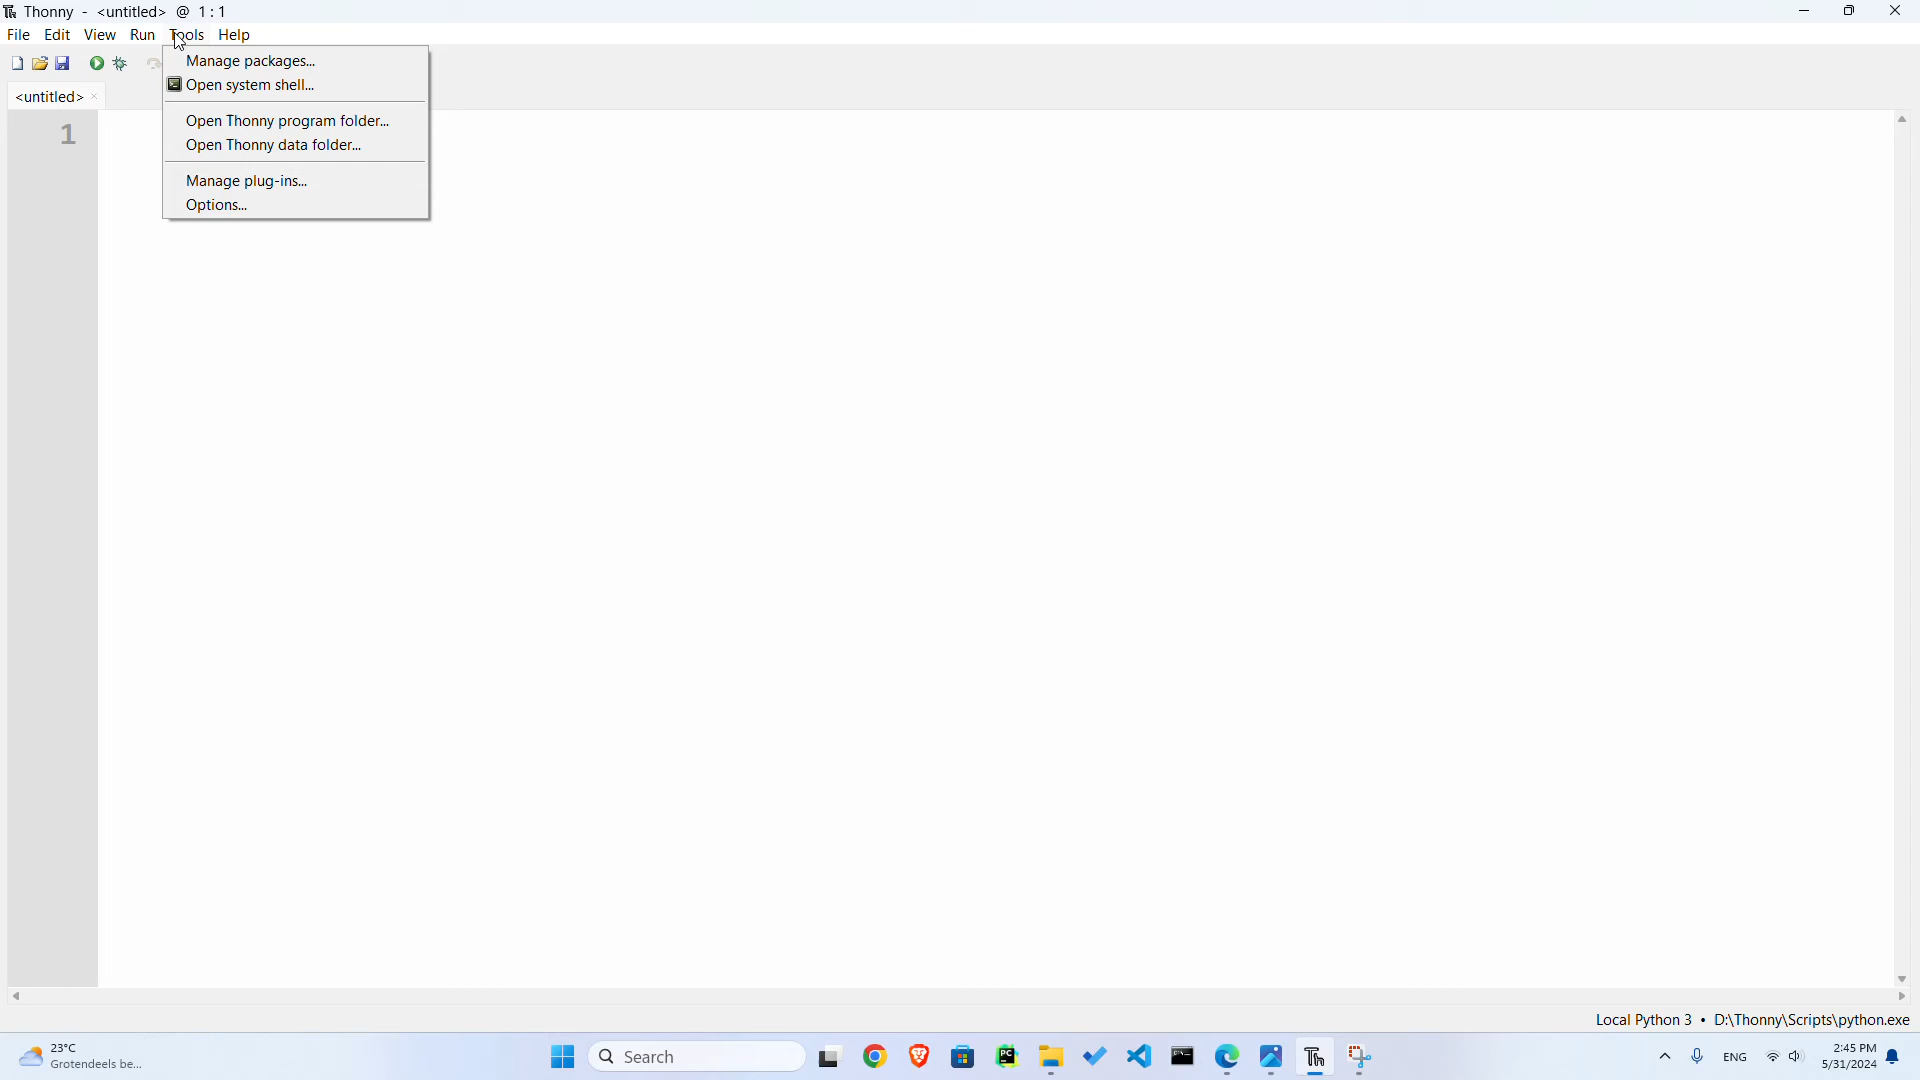 Thonny - <untitled> @ 1 : 1
File Edit View Run Tools Help
Manage packages...
Open system shell...
<untitled>
Open Thonny program folder...
1
Open Thonny data folder...
Manage plug-ins...
Options...
Local Python 3 • D:\Thonny\Scripts\python.exe
23°C
Grotendeels be...
Search
ENG
2:45 PM
5/31/2024